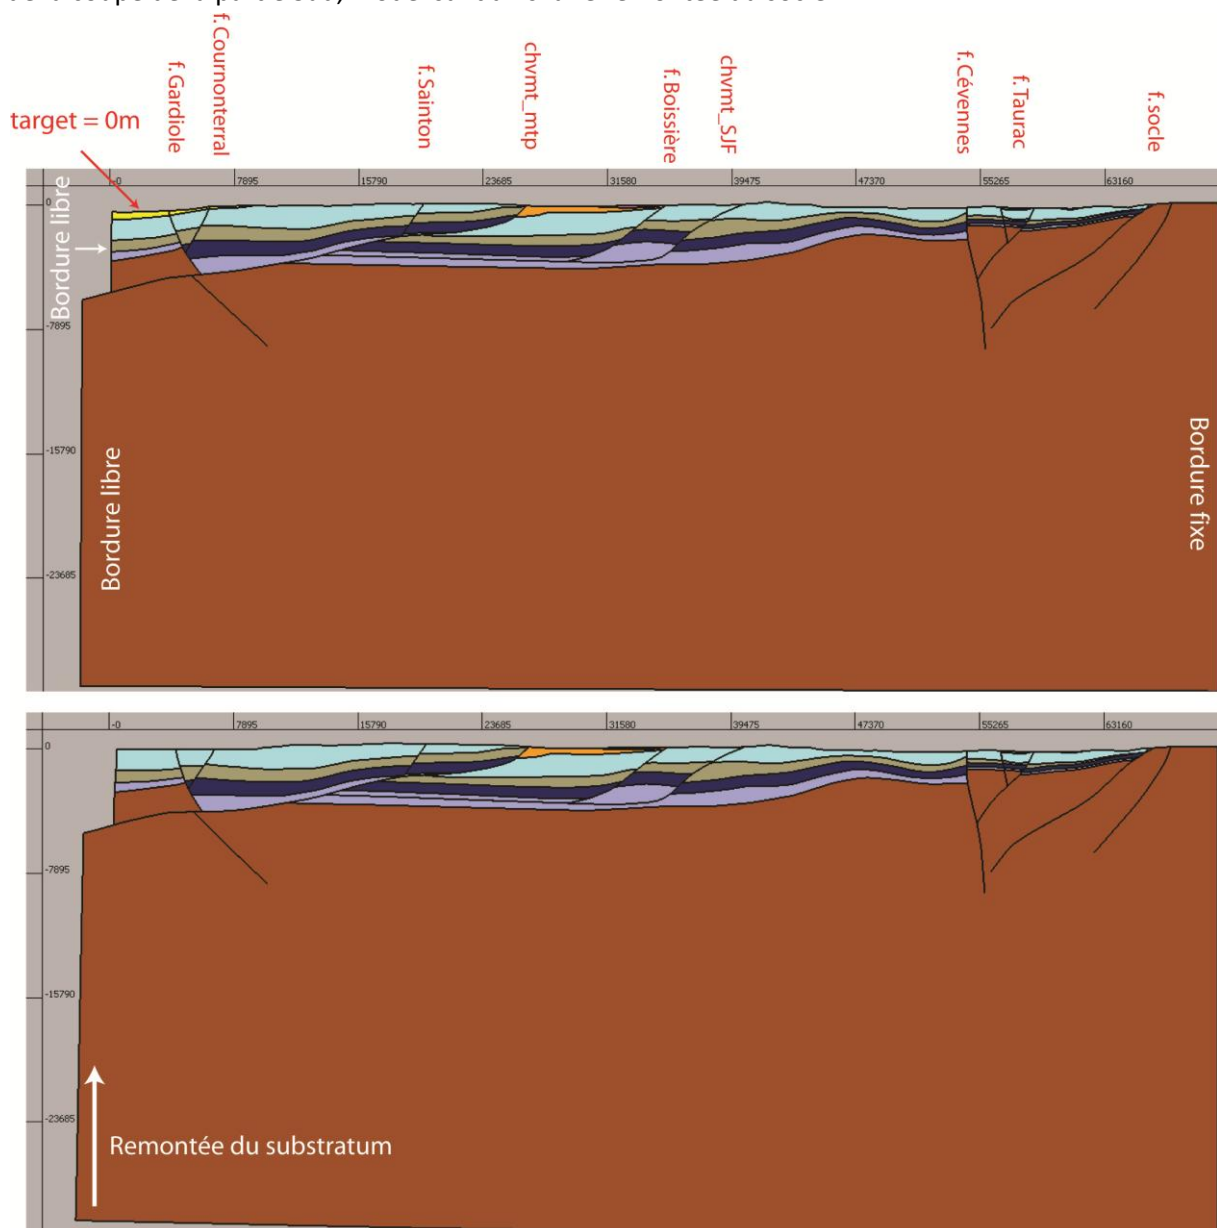 f.Gardiole
f.Cournonterral
f.Sainton
chvmt_mtp
f.Boissière
chvmt_SJF
f.Cévennes
f.Taurac
f.socle
target = 0m
-0 7895 15790 23685 31580 39475 47370 55265 63160
0
-7895
-15790
-23685
Bordure libre
Bordure libre
Bordure fixe
-0 7895 15790 23685 31580 39475 47370 55265 63160
0
-7895
-15790
-23685
Remontée du substratum